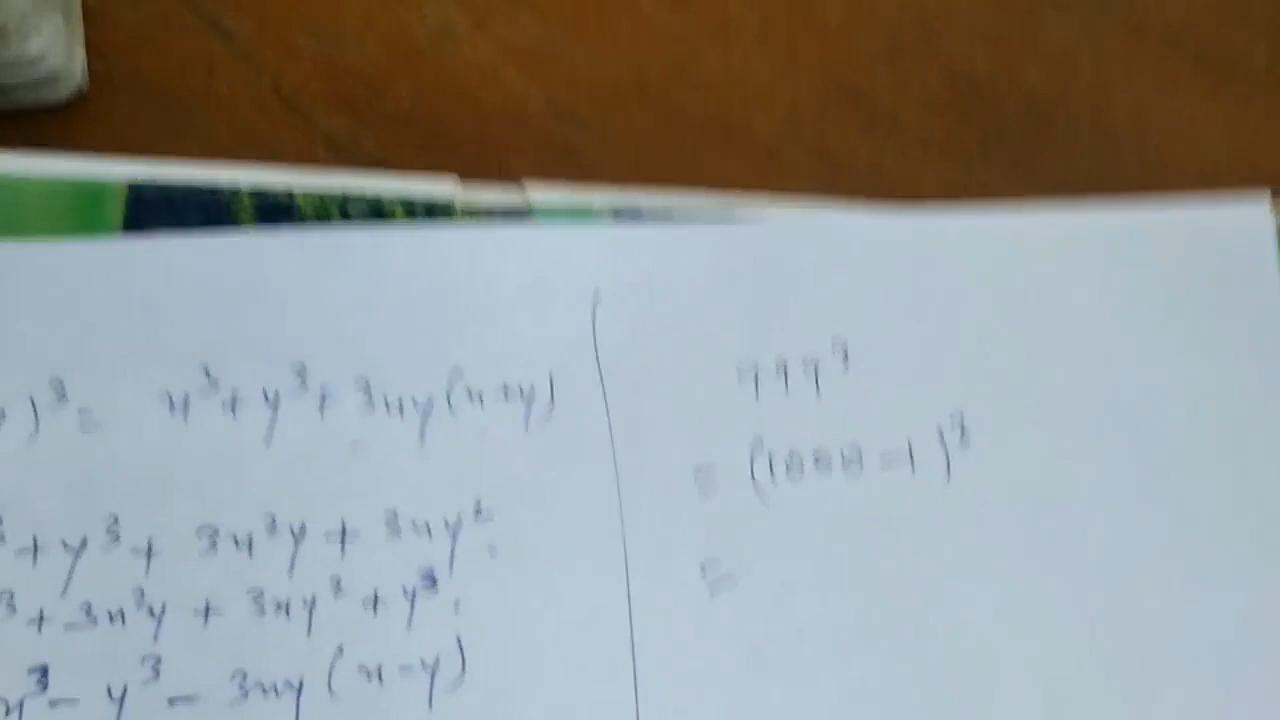 )³ = x³ + y³ + 3xy(x+y)
+ y³ + 3x²y + 3xy²
³ + 3x²y + 3xy² + y³
x³ - y³ - 3xy(x-y)
999³
= (1000 - 1)³
=